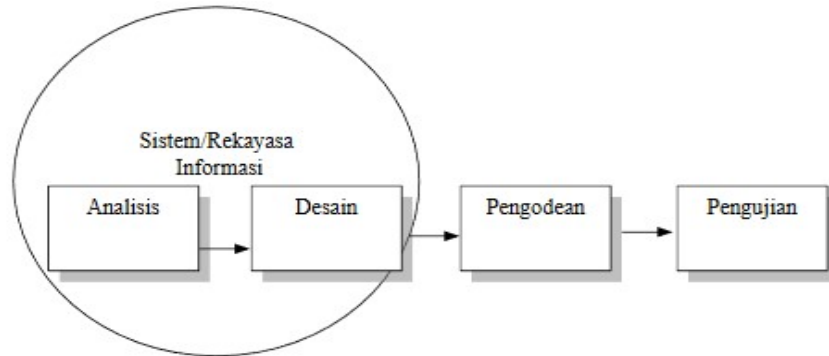 Sistem/Rekayasa
Informasi
Analisis
Desain
Pengodean
Pengujian